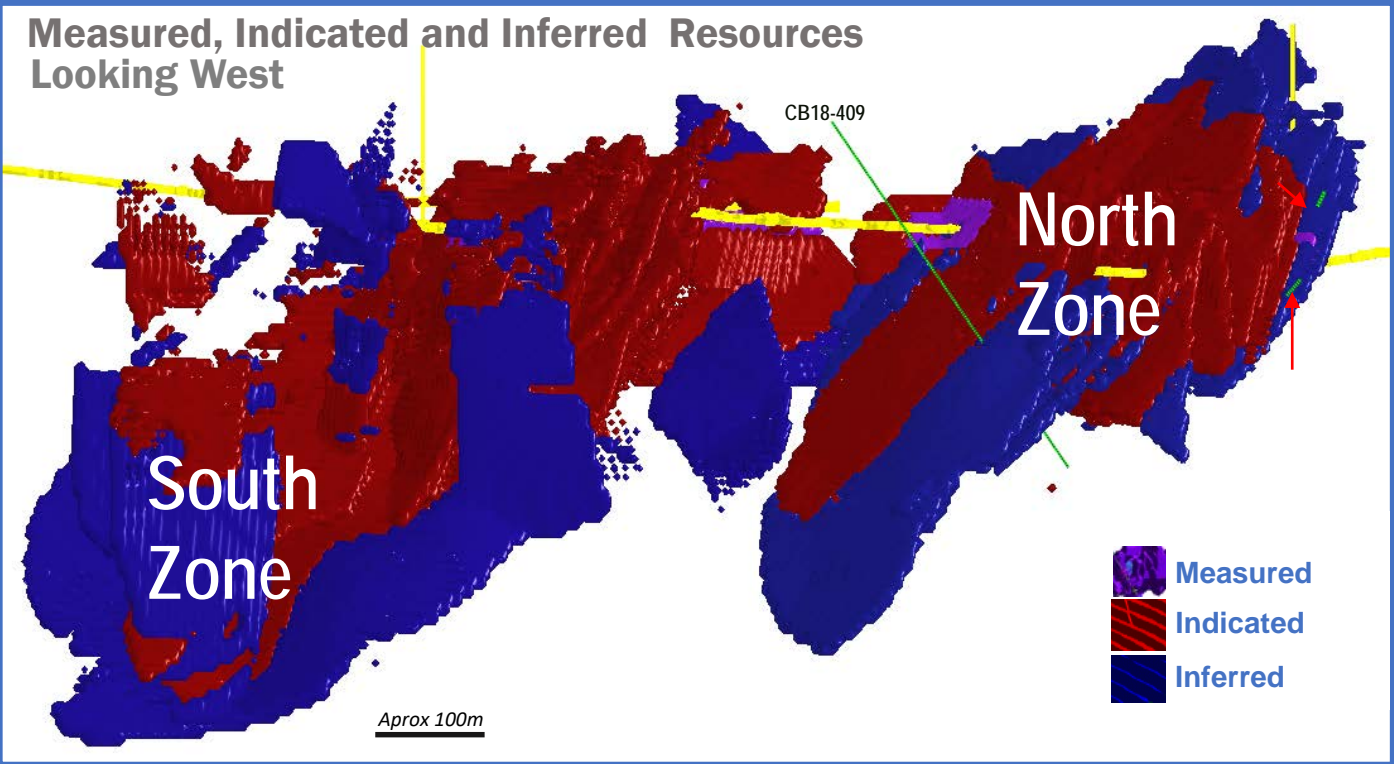 Measured, Indicated and Inferred Resources
Looking West
CB18-409
North
Zone
South
Zone
Measured
Indicated
Inferred
Aprox 100m